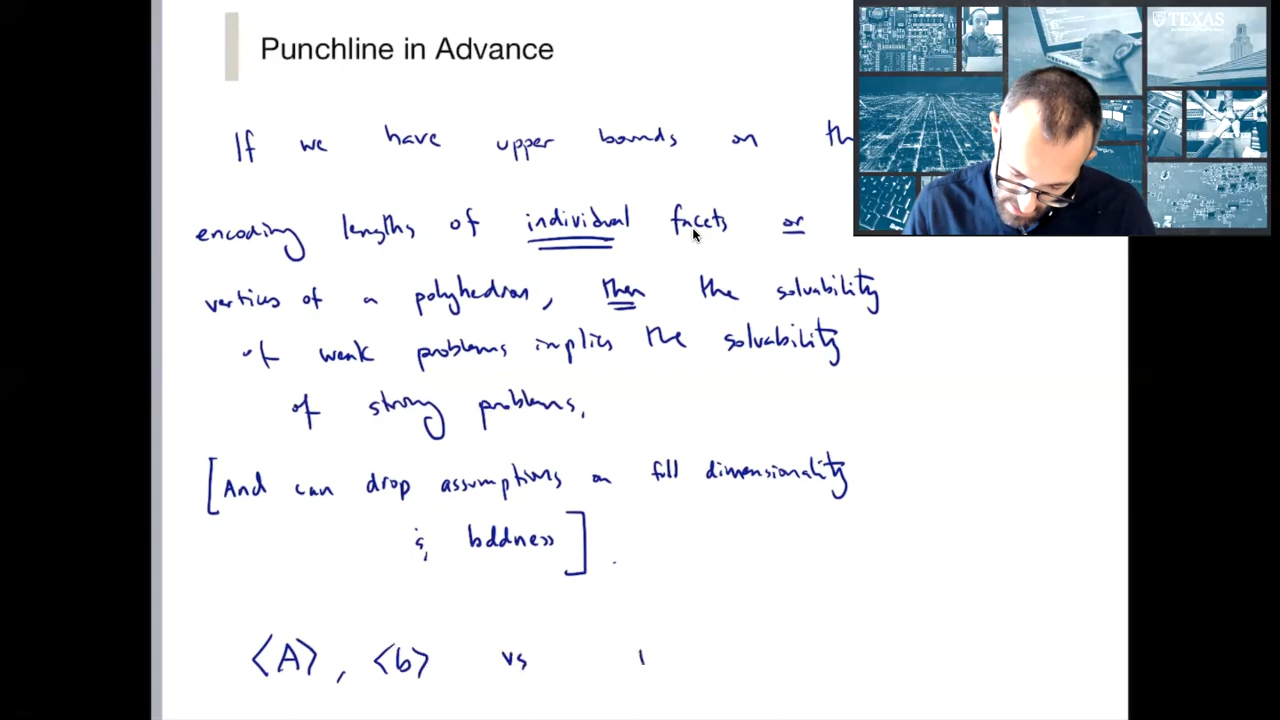 Punchline in Advance
TEXAS
If we have upper bounds on th
encoding lengths of individual facets or
vertices of a polyhedron, then the solvability
of weak problems implies the solvability
of strong problems.
[And can drop assumptions on full dimensionality
& bddness].
⟨A⟩, ⟨b⟩ vs